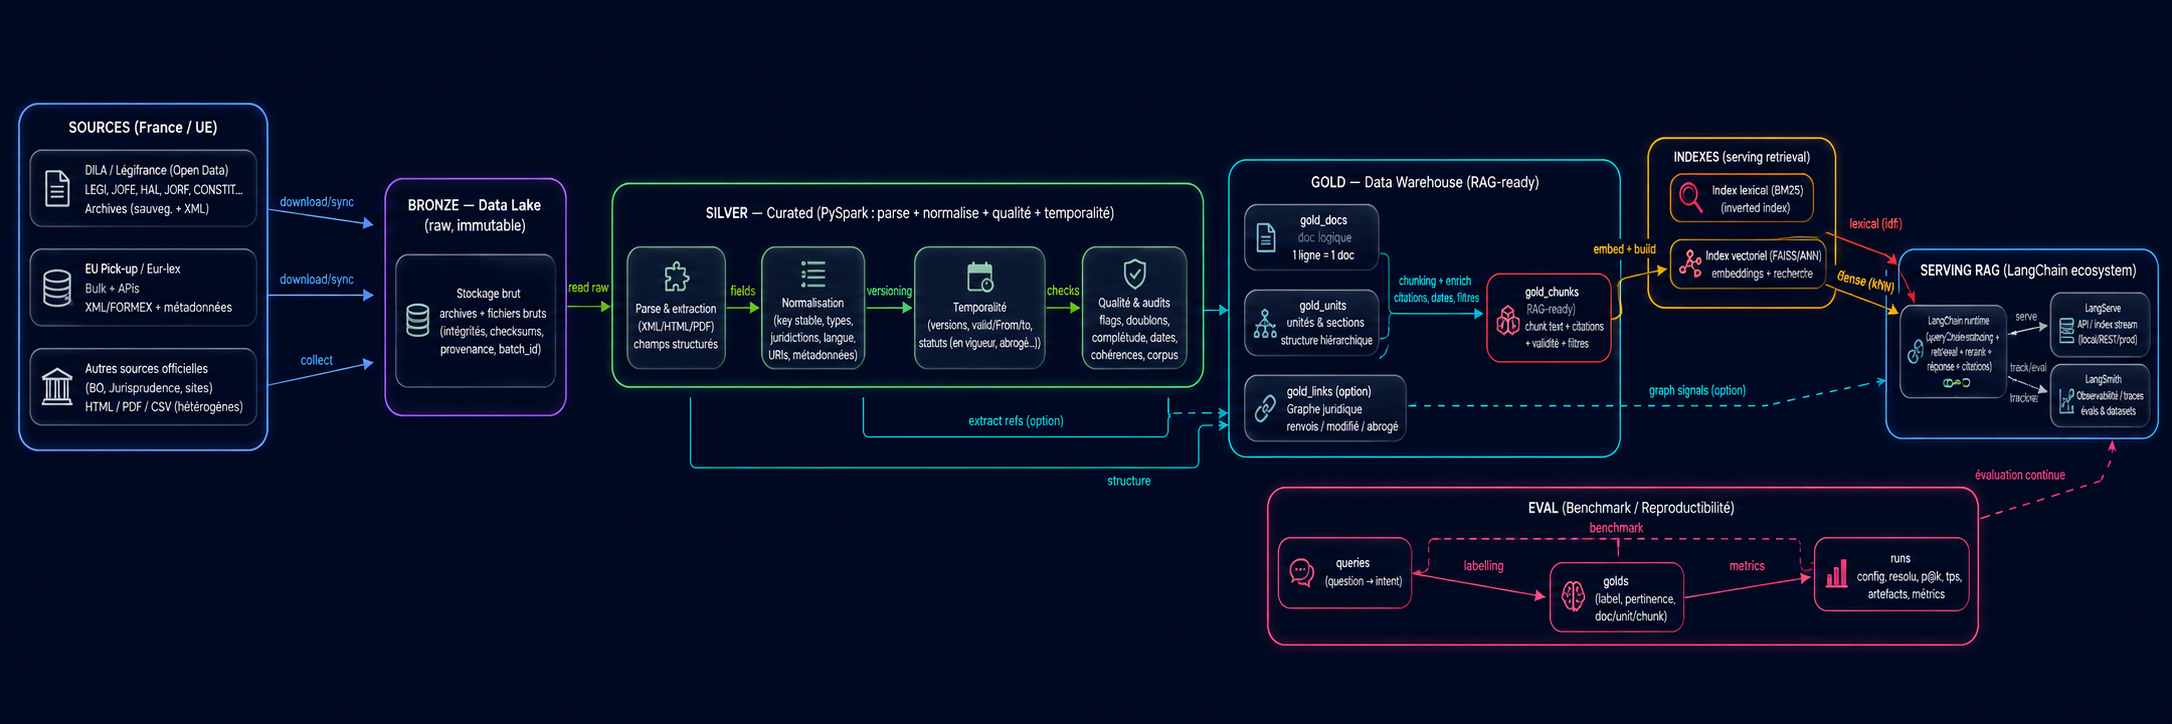 SOURCES (France / UE)
DILA / Légifrance (Open Data)
LEGI, JOFE, HAL, JORF, CONSTIT...
Archives (sauveg. + XML)
EU Pick-up / Eur-lex
Bulk + APIs
XML/FORMEX + métadonnées
Autres sources officielles
(BO, Jurisprudence, sites)
HTML / PDF / CSV (hétérogènes)
download/sync
download/sync
collect
BRONZE — Data Lake
(raw, immutable)
Stockage brut
archives + fichiers bruts
(intégrités, checksums,
provenance, batch_id)
read raw
SILVER — Curated (PySpark : parse + normalise + qualité + temporalité)
Parse & extraction
(XML/HTML/PDF)
champs structurés
fields
Normalisation
(key stable, types,
juridictions, langue,
URIs, métadonnées)
versioning
Temporalité
(versions, valid/From/to,
statuts (en vigueur, abrogé...))
checks
Qualité & audits
flags, doublons,
complétude, dates,
cohérences, corpus
extract refs (option)
structure
GOLD — Data Warehouse (RAG-ready)
gold_docs
doc logique
1 ligne = 1 doc
gold_units
unités & sections
structure hiérarchique
gold_links (option)
Graphe juridique
renvois / modifié / abrogé
chunking + enrich
citations, dates, filtres
gold_chunks
RAG-ready)
chunk text + citations
+ validité + filtres
embed + build
INDEXES (serving retrieval)
Index lexical (BM25)
(inverted index)
Index vectoriel (FAISS/ANN)
embeddings + recherche
lexical (idf)
dense (kNN)
graph signals (option)
SERVING RAG (LangChain ecosystem)
LangChain runtime
retrieval + rerank +
réponse + citations)
serve
track/eval
LangServe
API / index stream
(local/REST/prod)
LangSmith
Observabilité / traces
évals & datasets
évaluation continue
EVAL (Benchmark / Reproductibilité)
benchmark
queries
(question → intent)
labelling
golds
(label, pertinence,
doc/unit/chunk)
metrics
runs
config, resolu, p@k, tps,
artefacts, métrics